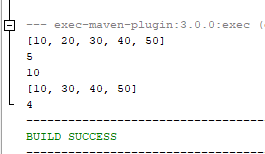 --- exec-maven-plugin:3.0.0:exec (
[10, 20, 30, 40, 50]
5
10
[10, 30, 40, 50]
4
------------------------------------
BUILD SUCCESS
------------------------------------